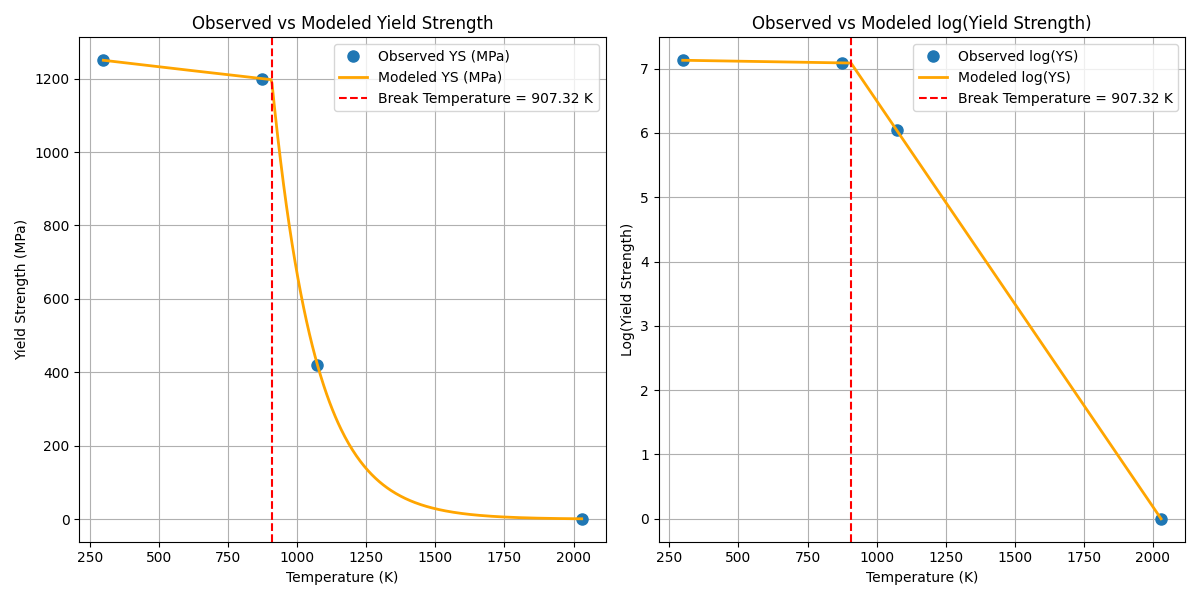 Observed vs Modeled Yield Strength
Observed YS (MPa)
Modeled YS (MPa)
Break Temperature = 907.32 K
Yield Strength (MPa)
1200
1000
800
600
400
200
0
250 500 750 1000 1250 1500 1750 2000
Temperature (K)
Observed vs Modeled log(Yield Strength)
Observed log(YS)
Modeled log(YS)
Break Temperature = 907.32 K
Log(Yield Strength)
7
6
5
4
3
2
1
0
250 500 750 1000 1250 1500 1750 2000
Temperature (K)